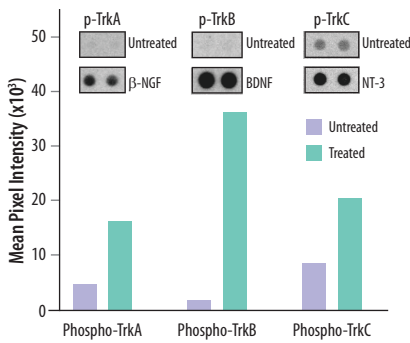 p-TrkA p-TrkB p-TrkC
Untreated Untreated Untreated
β-NGF BDNF NT-3
Mean Pixel Intensity (x10³)
50
40
30
20
10
0
Untreated
Treated
Phospho-TrkA Phospho-TrkB Phospho-TrkC